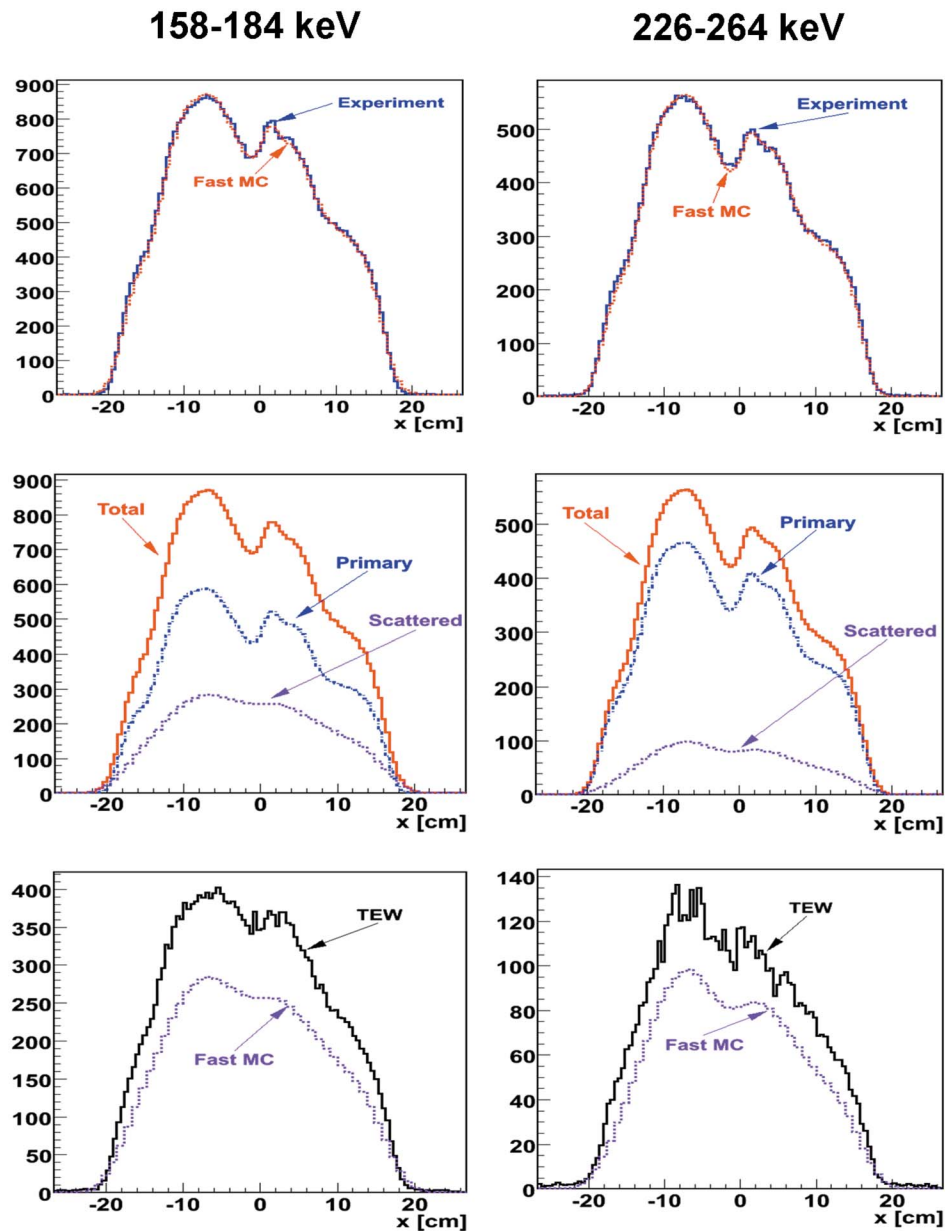 158-184 keV
226-264 keV
900
800
700
600
500
400
300
200
100
0
Experiment
Fast MC
-20 -10 0 10 20
x [cm]
500
400
300
200
100
0
Experiment
Fast MC
-20 -10 0 10 20
x [cm]
900
800
700
600
500
400
300
200
100
0
Total
Primary
Scattered
-20 -10 0 10 20
x [cm]
500
400
300
200
100
0
Total
Primary
Scattered
-20 -10 0 10 20
x [cm]
400
350
300
250
200
150
100
50
0
TEW
Fast MC
-20 -10 0 10 20
x [cm]
140
120
100
80
60
40
20
0
TEW
Fast MC
-20 -10 0 10 20
x [cm]